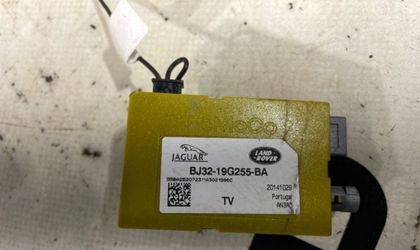 JAGUAR
LAND-
ROVER
BJ32-19G255-BA
20141029
Portugal
TV